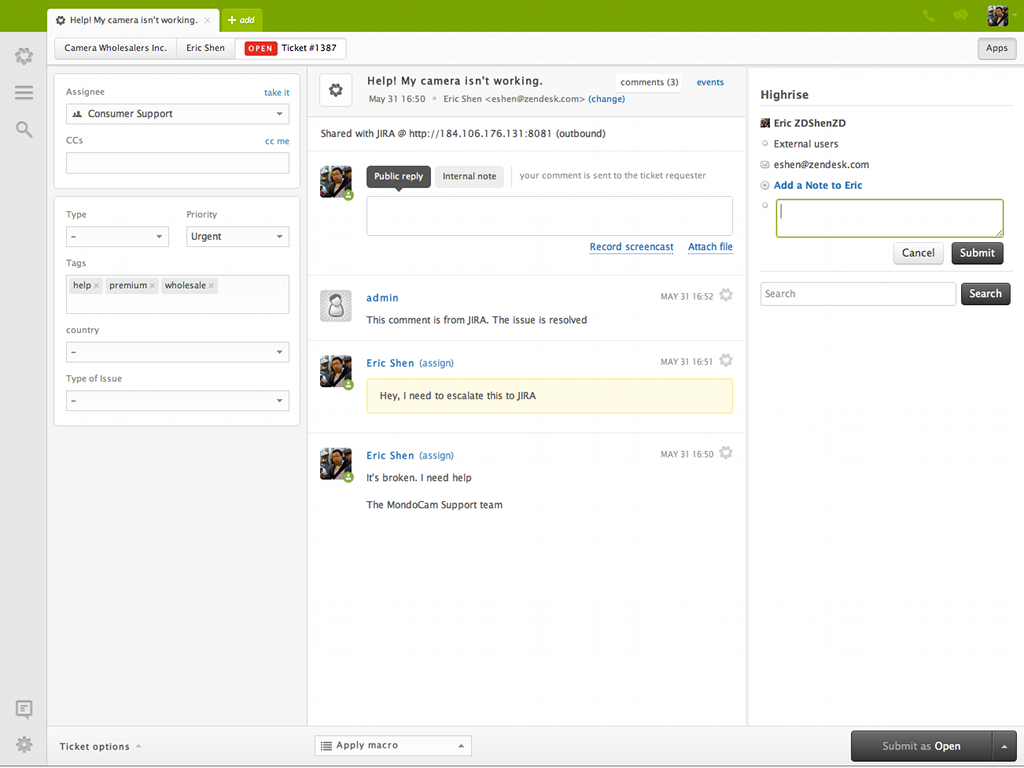 Help! My camera isn't working. ×
+ add
Camera Wholesalers Inc.
Eric Shen
OPEN Ticket #1387
Apps
Assignee
take it
Consumer Support
CCs
cc me
Type
Priority
–
Urgent
Tags
help × premium × wholesale ×
country
–
Type of Issue
–
Help! My camera isn't working.
comments (3)
events
May 31 16:50 Eric Shen <eshen@zendesk.com> (change)
Shared with JIRA @ http://184.106.176.131:8081 (outbound)
Public reply
Internal note
your comment is sent to the ticket requester
Record screencast
Attach file
admin
MAY 31 16:52
This comment is from JIRA. The issue is resolved
Eric Shen (assign)
MAY 31 16:51
Hey, I need to escalate this to JIRA
Eric Shen (assign)
MAY 31 16:50
It's broken. I need help
The MondoCam Support team
Highrise
Eric ZDShenZD
External users
eshen@zendesk.com
Add a Note to Eric
Cancel
Submit
Search
Search
Ticket options
Apply macro
Submit as Open